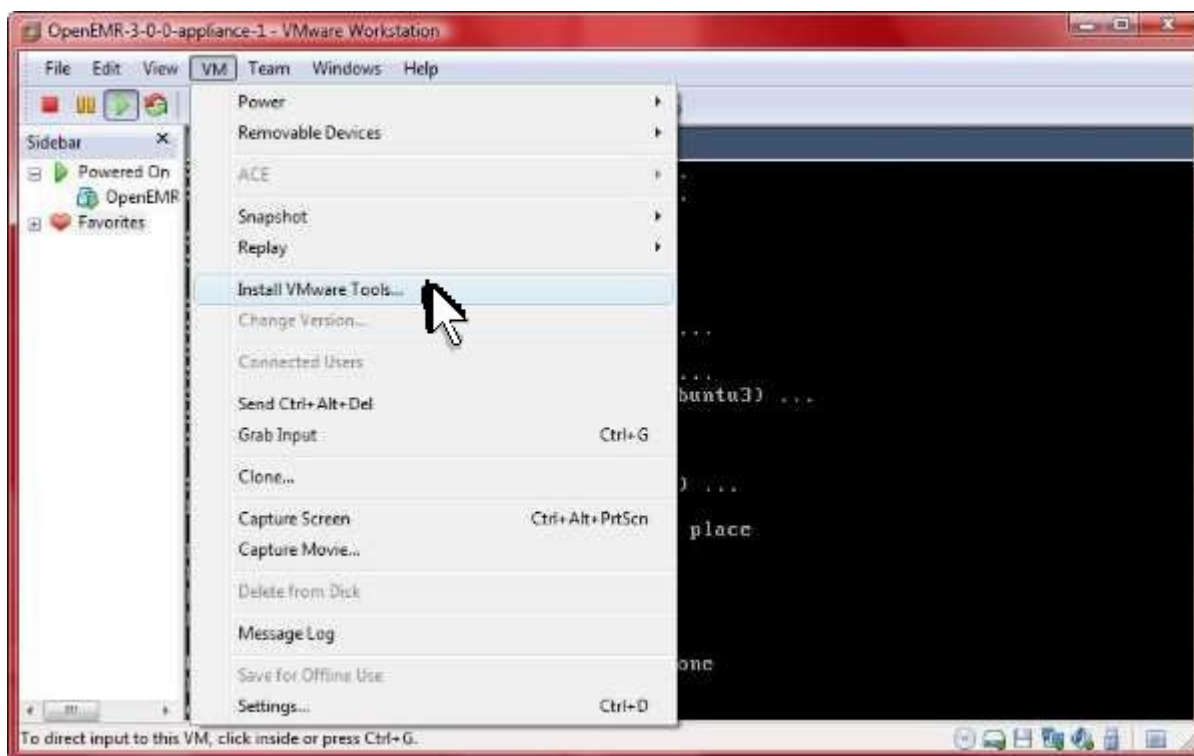 OpenEMR-3-0-0-appliance-1 - VMware Workstation
File Edit View VM Team Windows Help
Sidebar
Powered On
OpenEMR
Favorites
Power
Removable Devices
ACE
Snapshot
Replay
Install VMware Tools...
Change Version...
Connected Users
Send Ctrl+Alt+Del
Grab Input Ctrl+G
Clone...
Capture Screen Ctrl+Alt+PrtScn
Capture Movie...
Delete from Disk
Message Log
Save for Offline Use
Settings... Ctrl+D
...
...
buntu3) ...
) ...
place
one
To direct input to this VM, click inside or press Ctrl+G.